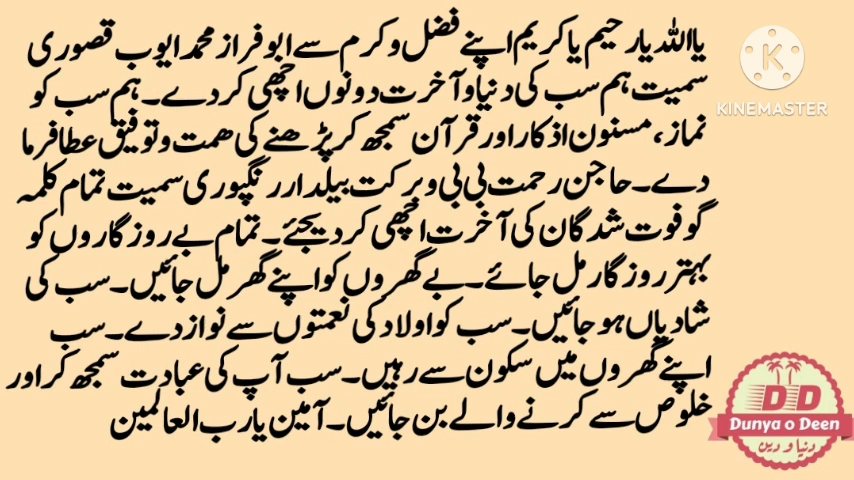 یااللہ یارحیم یاکریم اپنے فضل و کرم سے ابوفراز محمد ایوب قصوری
سمیت ہم سب کی دنیا و آخرت دونوں اچھی کردے۔ ہم سب کو
نماز، مسنون اذکار اور قرآن سمجھ کر پڑھنے کی ھمت و توفیق عطا فرما
دے۔ حاجن رحمت بی بی و برکت بیلدار رنگپوری سمیت تمام کلمہ
گو فوت شدگان کی آخرت اچھی کر دیجئے۔ تمام بے روزگاروں کو
بہتر روزگار مل جائے۔ بے گھروں کو اپنے گھر مل جائیں۔ سب کی
شادیاں ہو جائیں۔ سب کو اولاد کی نعمتوں سے نواز دے۔ سب
اپنے گھروں میں سکون سے رہیں۔ سب آپ کی عبادت سمجھ کر اور
خلوص سے کرنے والے بن جائیں۔ آمین یارب العالمین
KINEMASTER
DD
Dunya o Deen
دنیا و دین